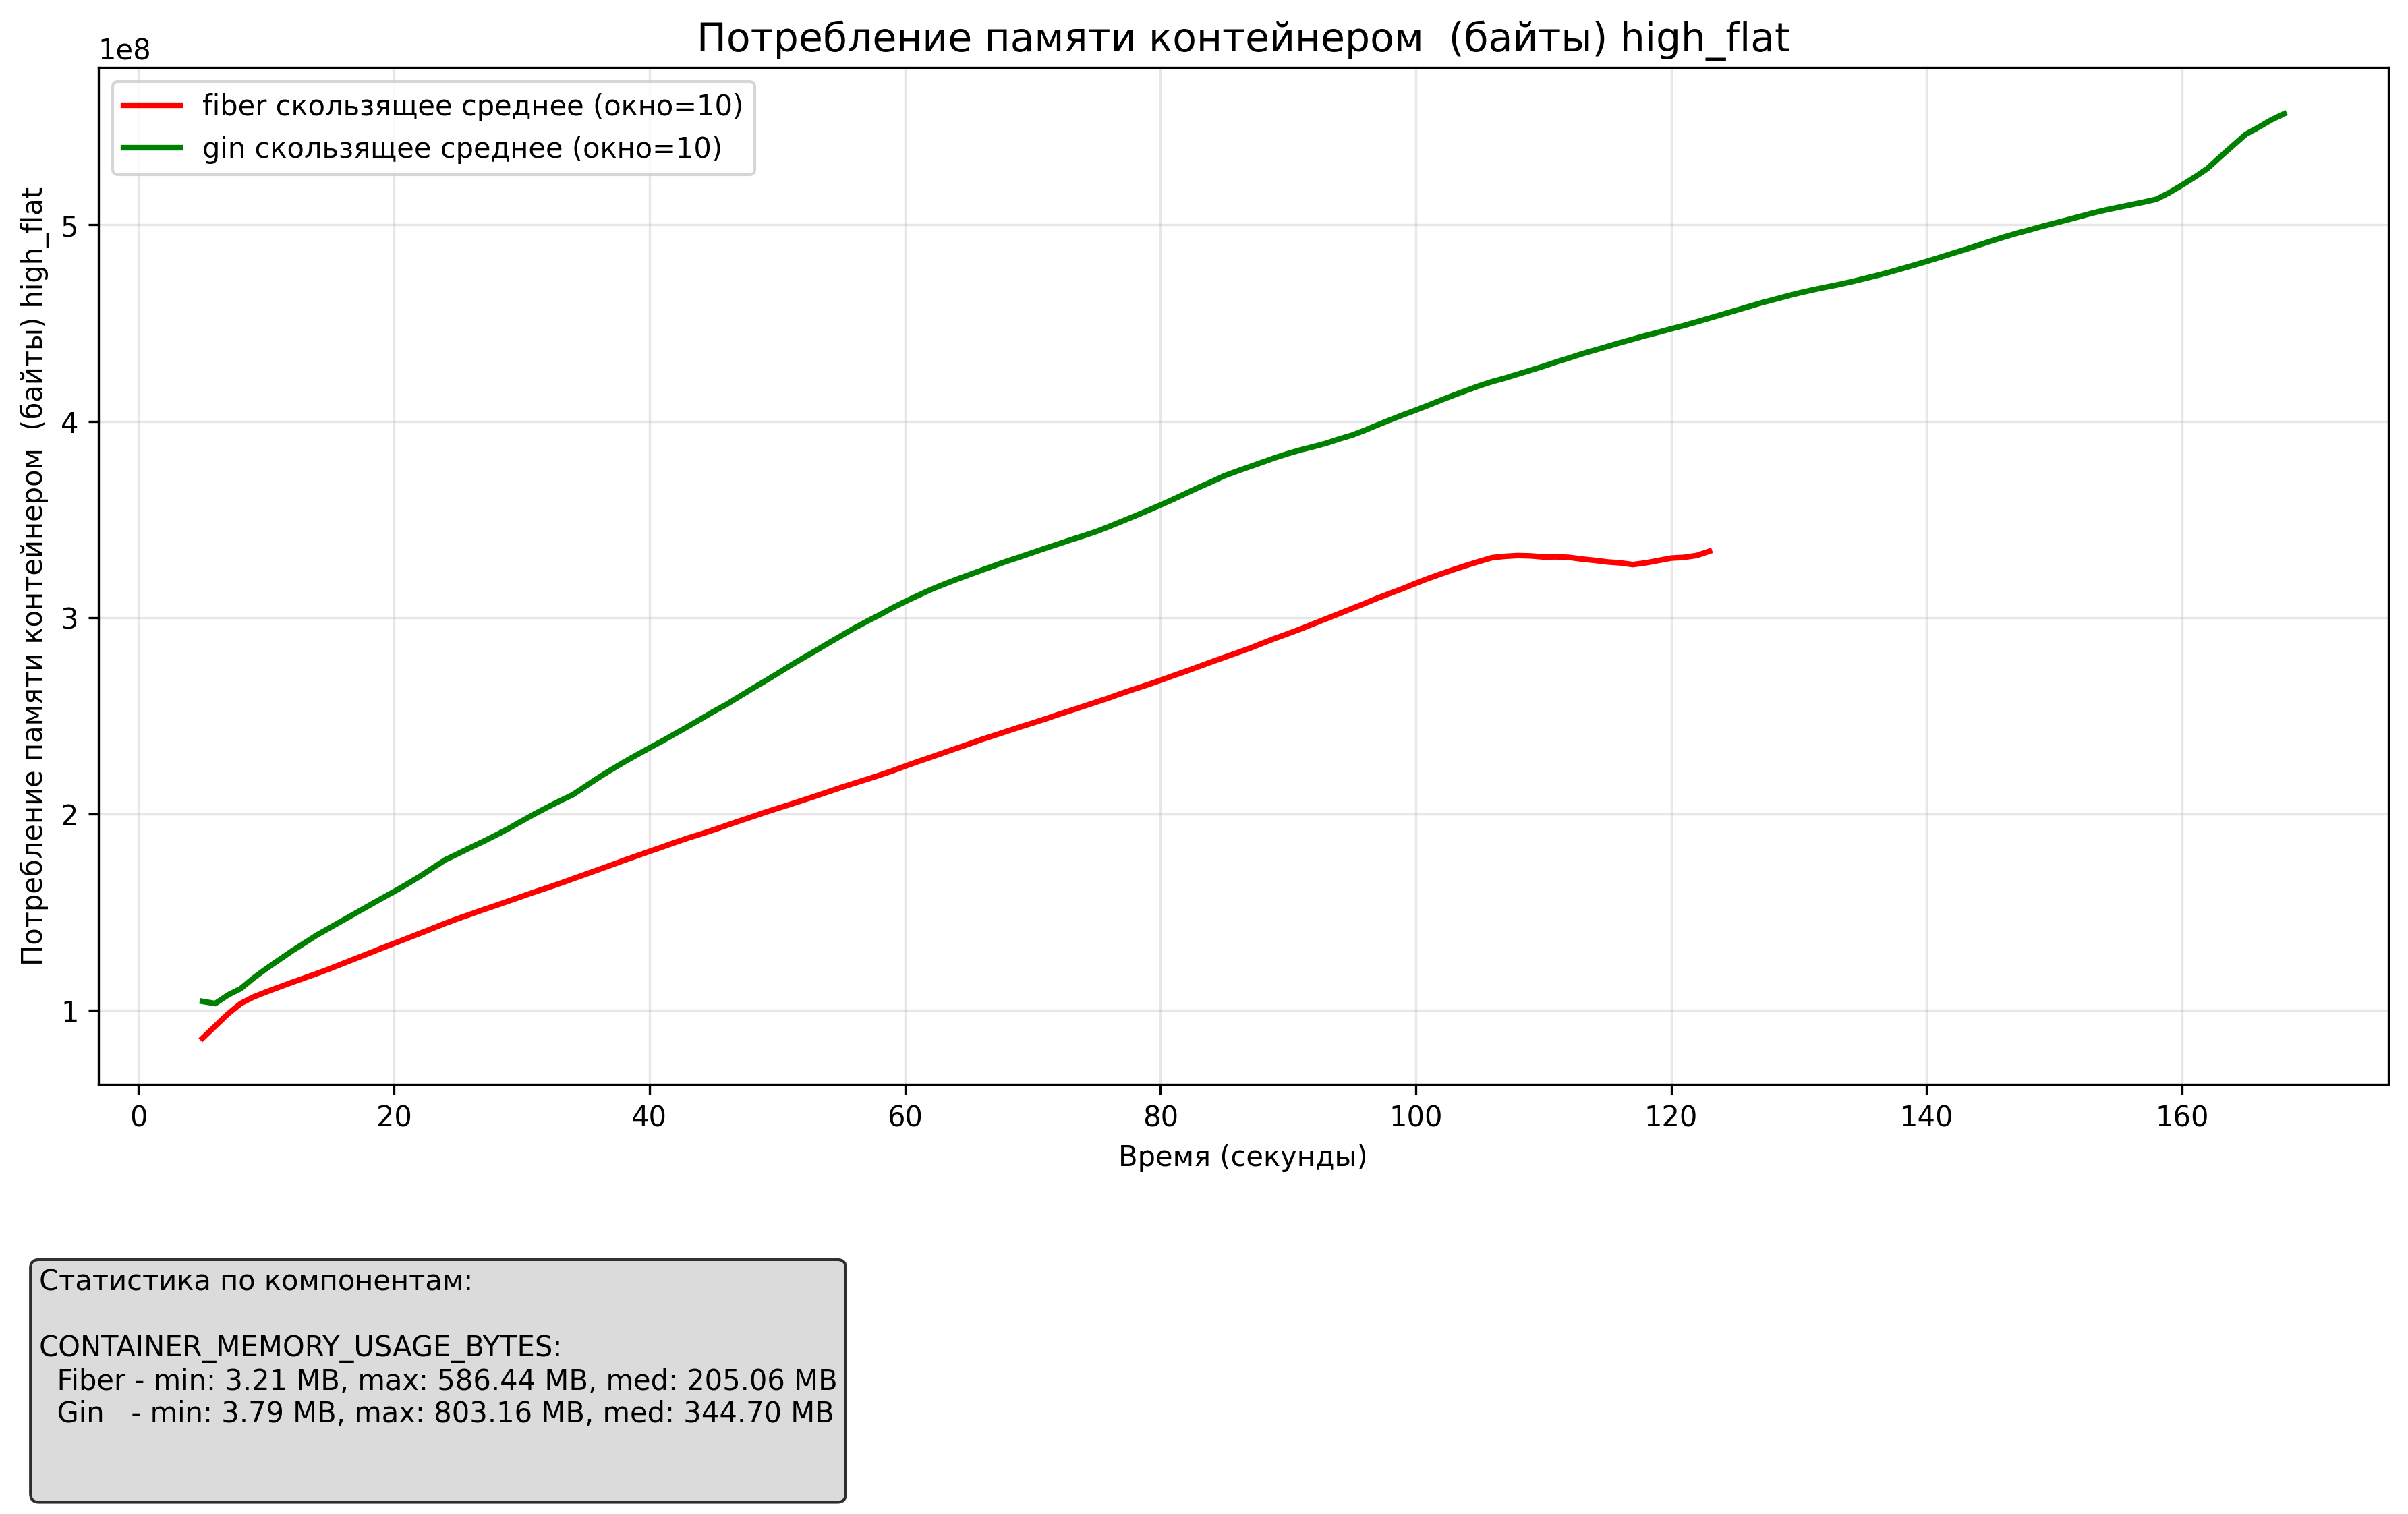 Потребление памяти контейнером  (байты) high_flat
1e8
fiber скользящее среднее (окно=10)
gin скользящее среднее (окно=10)
Потребление памяти контейнером  (байты) high_flat
5
4
3
2
1
0 20 40 60 80 100 120 140 160
Время (секунды)
Статистика по компонентам:
CONTAINER_MEMORY_USAGE_BYTES:
Fiber - min: 3.21 MB, max: 586.44 MB, med: 205.06 MB
Gin   - min: 3.79 MB, max: 803.16 MB, med: 344.70 MB